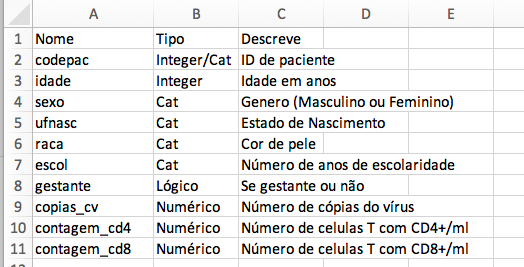 A B C D E
1 Nome Tipo Descreve
2 codepac Integer/Cat ID de paciente
3 idade Integer Idade em anos
4 sexo Cat Genero (Masculino ou Feminino)
5 ufnasc Cat Estado de Nascimento
6 raca Cat Cor de pele
7 escol Cat Número de anos de escolaridade
8 gestante Lógico Se gestante ou não
9 copias_cv Numérico Número de cópias do vírus
10 contagem_cd4 Numérico Número de celulas T com CD4+/ml
11 contagem_cd8 Numérico Número de celulas T com CD8+/ml